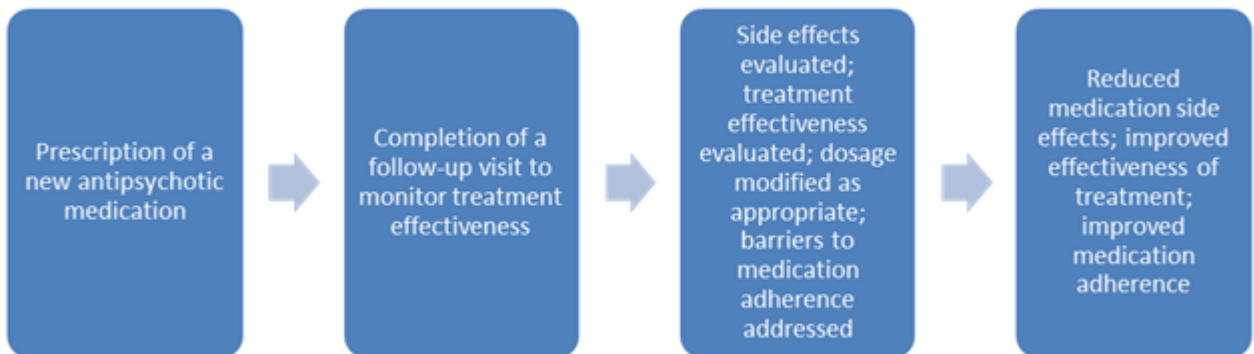 Prescription of a
new antipsychotic
medication
Completion of a
follow-up visit to
monitor treatment
effectiveness
Side effects
evaluated;
treatment
effectiveness
evaluated; dosage
modified as
appropriate;
barriers to
medication
adherence
addressed
Reduced
medication side
effects; improved
effectiveness of
treatment;
improved
medication
adherence